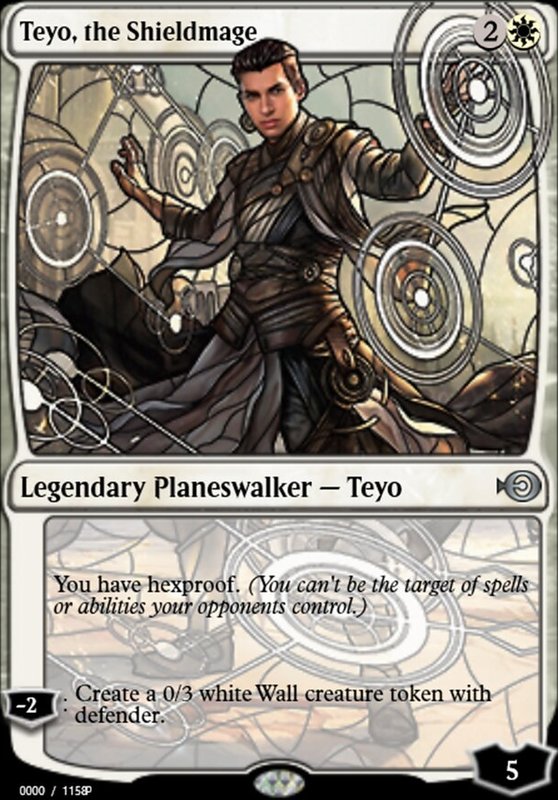 Teyo, the Shieldmage 2
Legendary Planeswalker — Teyo
You have hexproof. (You can't be the target of spells
or abilities your opponents control.)
-2 : Create a 0/3 white Wall creature token with
defender.
5
0000 / 1158P